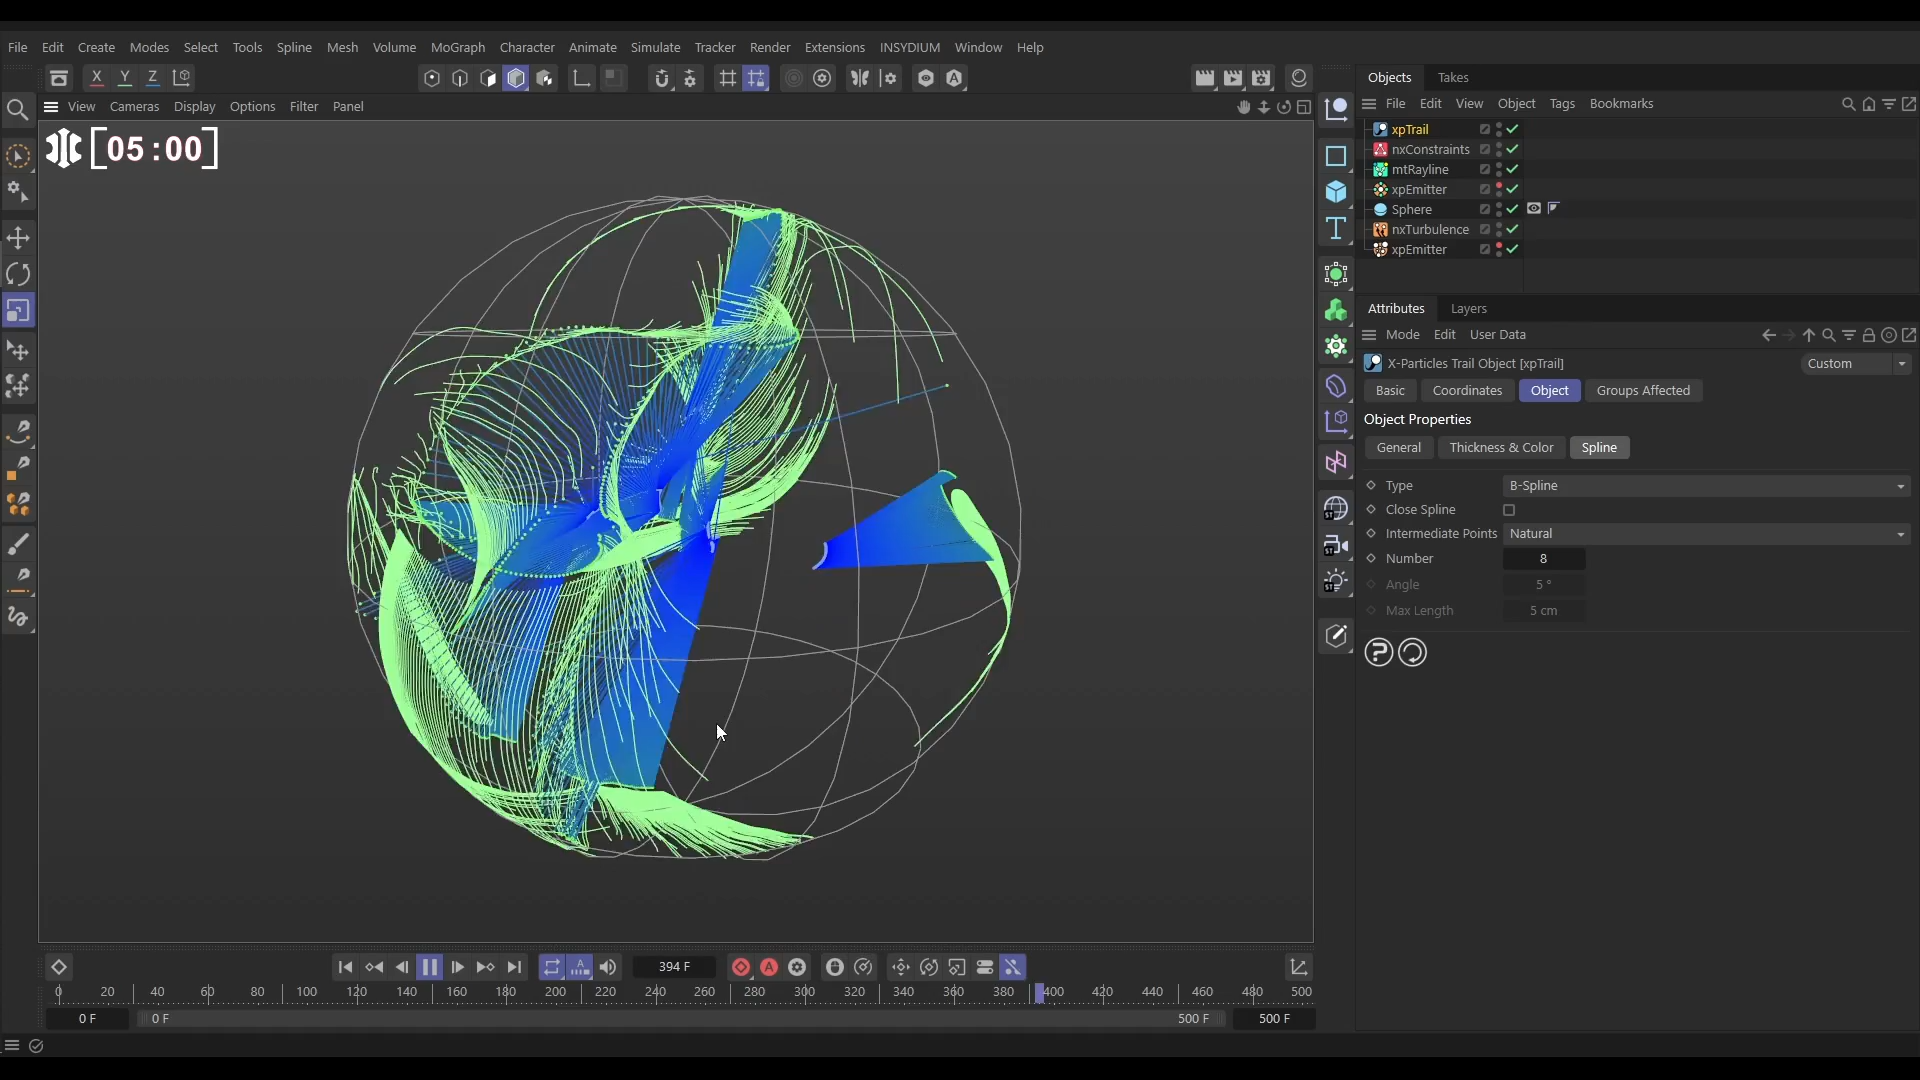 File Edit Create Modes Select Tools Spline Mesh Volume MoGraph Character Animate Simulate Tracker Render Extensions INSYDIUM Window Help
X Y Z
View Cameras Display Options Filter Panel
[05:00]
Objects Takes
File Edit View Object Tags Bookmarks
xpTrail
nxConstraints
mtRayline
xpEmitter
Sphere
nxTurbulence
xpEmitter
Attributes Layers
Mode Edit User Data
X-Particles Trail Object [xpTrail] Custom
Basic Coordinates Object Groups Affected
Object Properties
General Thickness & Color Spline
Type B-Spline
Close Spline
Intermediate Points Natural
Number 8
Angle 5 °
Max Length 5 cm
394 F
0 20 40 60 80 100 120 140 160 180 200 220 240 260 280 300 320 340 360 380 400 420 440 460 480 500
0 F 0 F 500 F 500 F